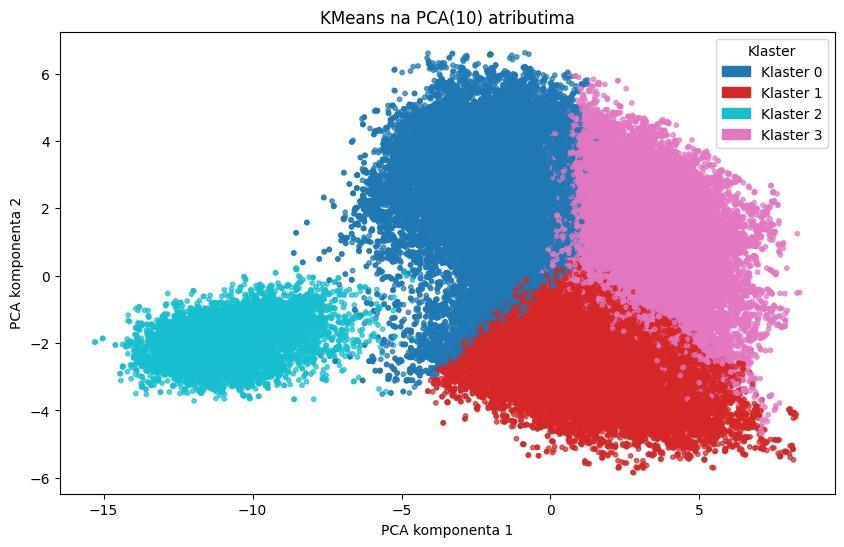 KMeans na PCA(10) atributima
Klaster
Klaster 0
Klaster 1
Klaster 2
Klaster 3
6
4
2
0
−2
−4
−6
PCA komponenta 2
−15
−10
−5
0
5
PCA komponenta 1